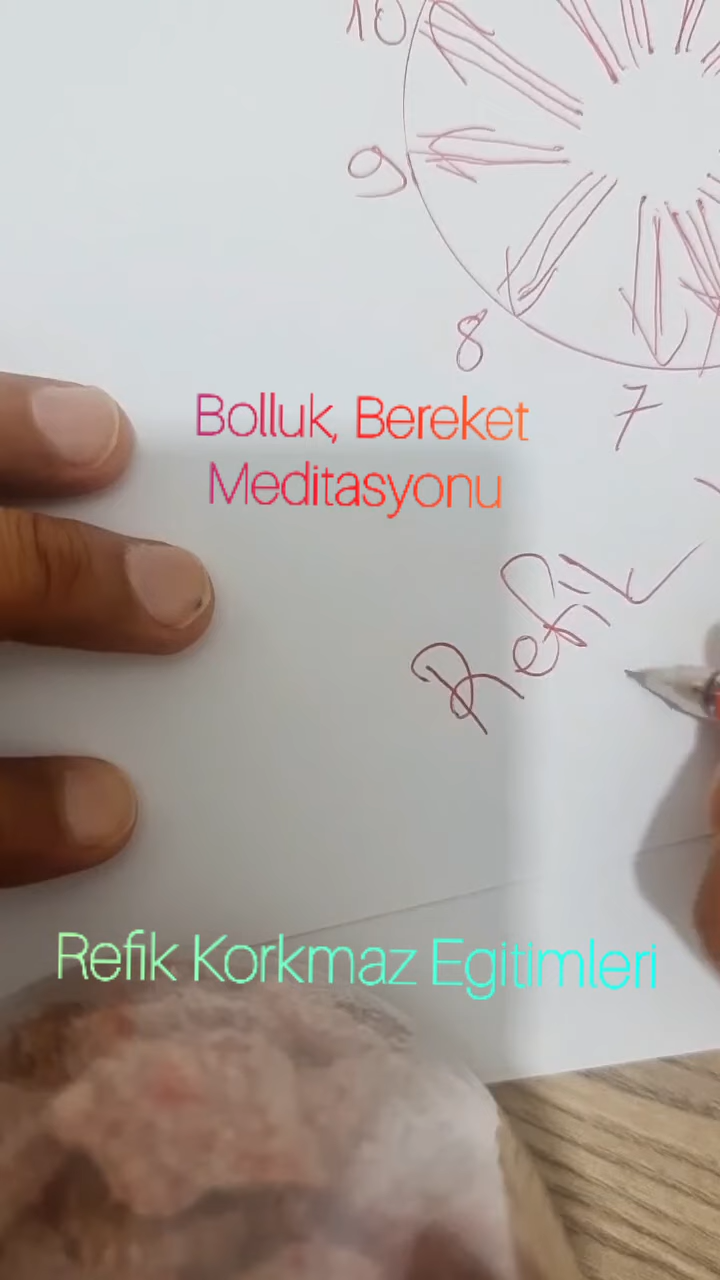 10
9
8
7
Bolluk, Bereket
Meditasyonu
Refik
Refik Korkmaz Egitimleri